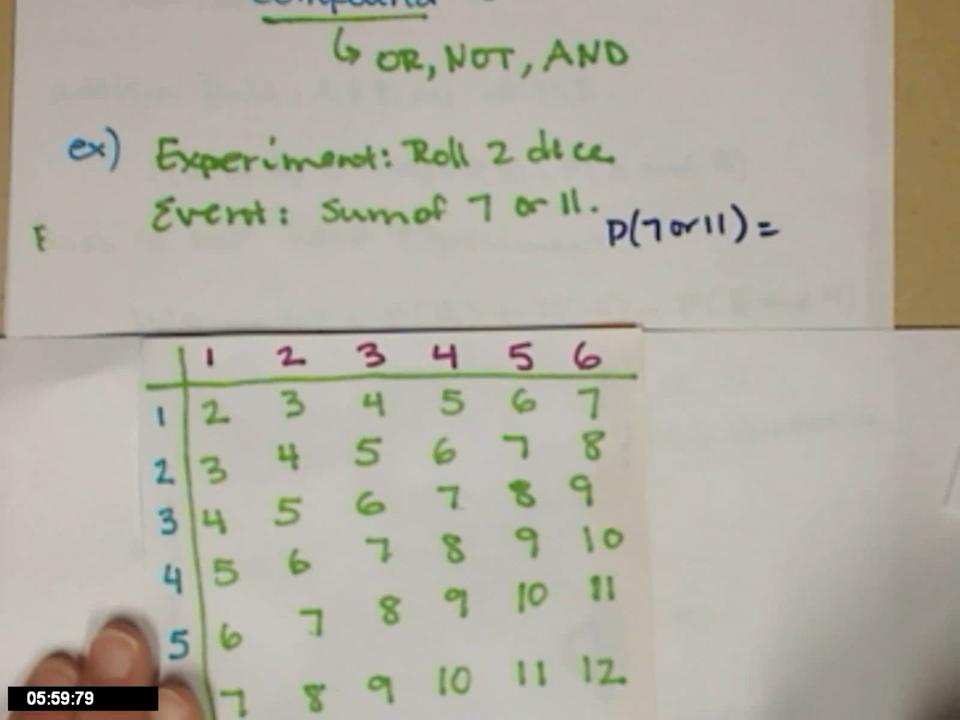 compound
↳ OR, NOT, AND
ex) Experiment: Roll 2 dice
Event: Sum of 7 or 11. P(7 or 11) =
E
1 2 3 4 5 6
1 2 3 4 5 6 7
2 3 4 5 6 7 8
3 4 5 6 7 8 9
4 5 6 7 8 9 10
5 6 7 8 9 10 11
7 8 9 10 11 12
05:59:79